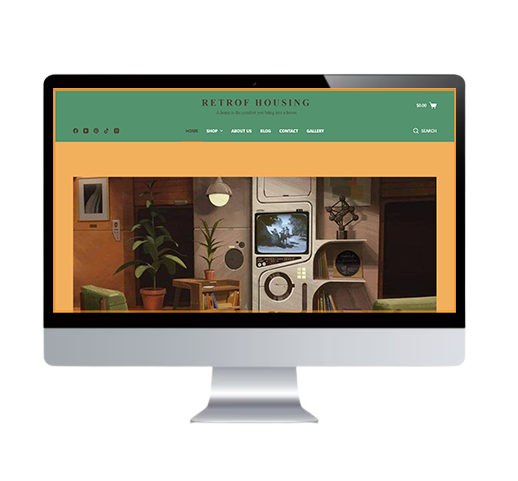 RETROF HOUSING
A home is the comfort you bring into a house
$0.00
HOME SHOP ABOUT US BLOG CONTACT GALLERY
SEARCH